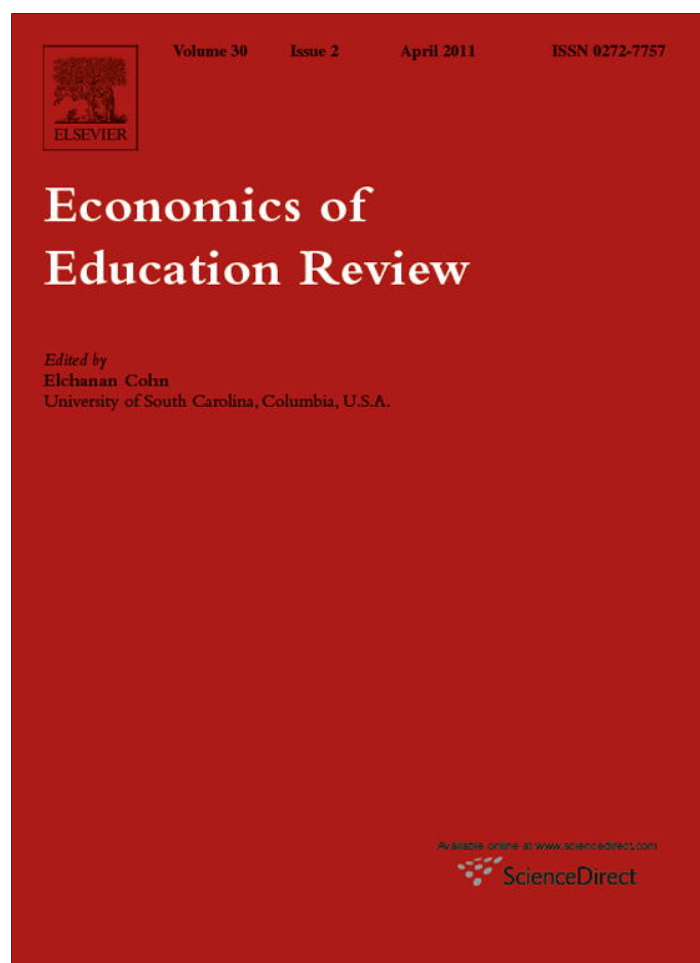 Volume 30 Issue 2 April 2011 ISSN 0272-7757
ELSEVIER
Economics of
Education Review
Edited by
Elchanan Cohn
University of South Carolina, Columbia, U.S.A.
Available online at www.sciencedirect.com
ScienceDirect